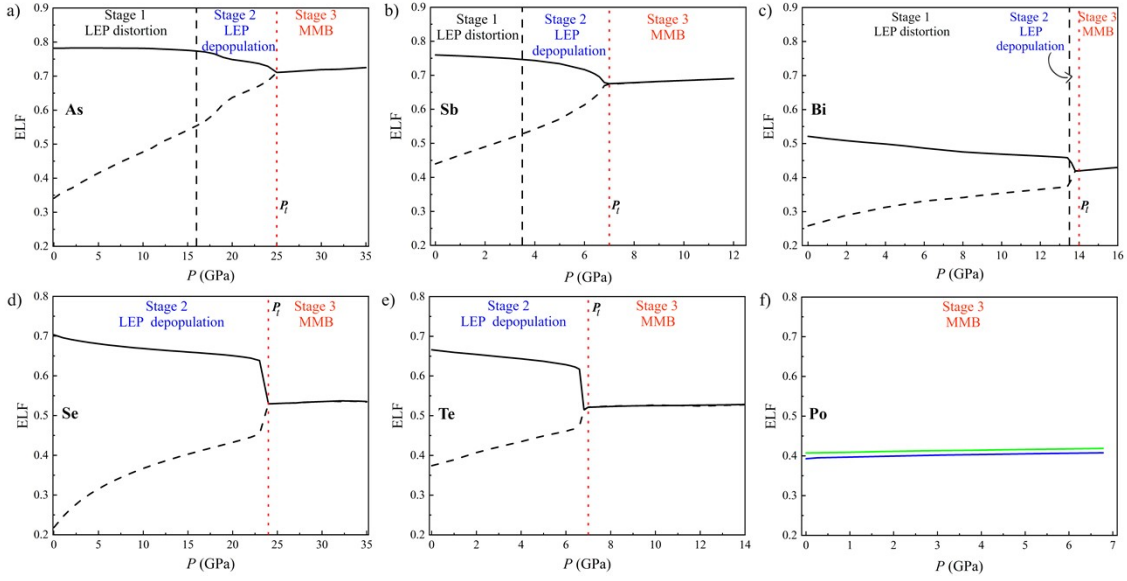 a)
Stage 1
LEP distortion
Stage 2
LEP
depopulation
Stage 3
MMB
0.9
0.8
0.7
0.6
0.5
0.4
0.3
0.2
ELF
As
Pt
0 5 10 15 20 25 30 35
P (GPa)
b)
Stage 1
LEP distortion
Stage 2
LEP
depopulation
Stage 3
MMB
0.9
0.8
0.7
0.6
0.5
0.4
0.3
0.2
ELF
Sb
Pt
0 2 4 6 8 10 12
P (GPa)
c)
Stage 1
LEP distortion
Stage 2
LEP
depopulation
Stage 3
MMB
0.9
0.8
0.7
0.6
0.5
0.4
0.3
0.2
ELF
Bi
Pt
0 2 4 6 8 10 12 14 16
P (GPa)
d)
Stage 2
LEP depopulation
Pt
Stage 3
MMB
0.8
0.7
0.6
0.5
0.4
0.3
0.2
ELF
Se
0 5 10 15 20 25 30 35
P (GPa)
e)
Stage 2
LEP depopulation
Pt
Stage 3
MMB
0.8
0.7
0.6
0.5
0.4
0.3
0.2
ELF
Te
0 2 4 6 8 10 12 14
P (GPa)
f)
Stage 3
MMB
0.8
0.7
0.6
0.5
0.4
0.3
0.2
ELF
Po
0 1 2 3 4 5 6 7
P (GPa)